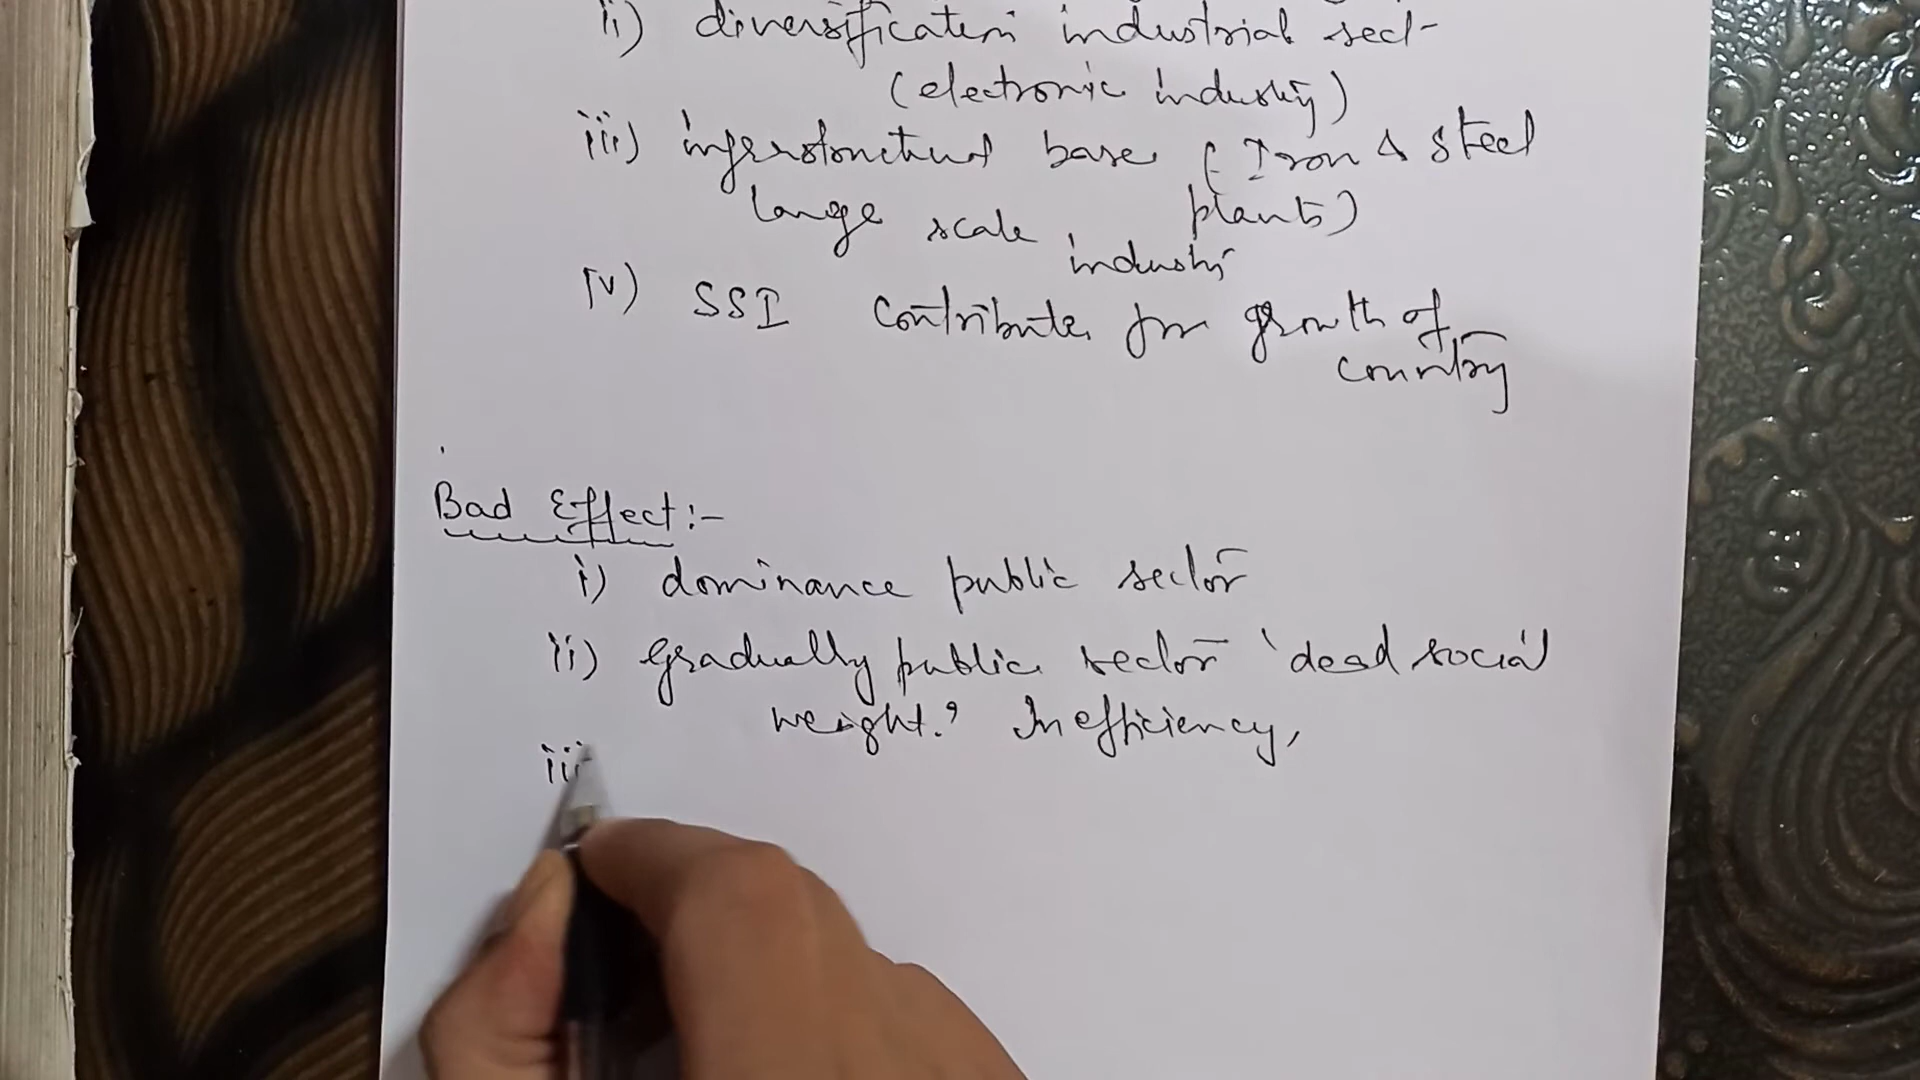 ii) diversification industrial sect-
(electronic industry)
iii) infrastructural base (Iron & steel
large scale plants)
industry
iv) SSI contribute for growth of
country
Bad Effect:-
i) dominance public sector
ii) gradually public sector 'dead social
weight.' Inefficiency,
iii